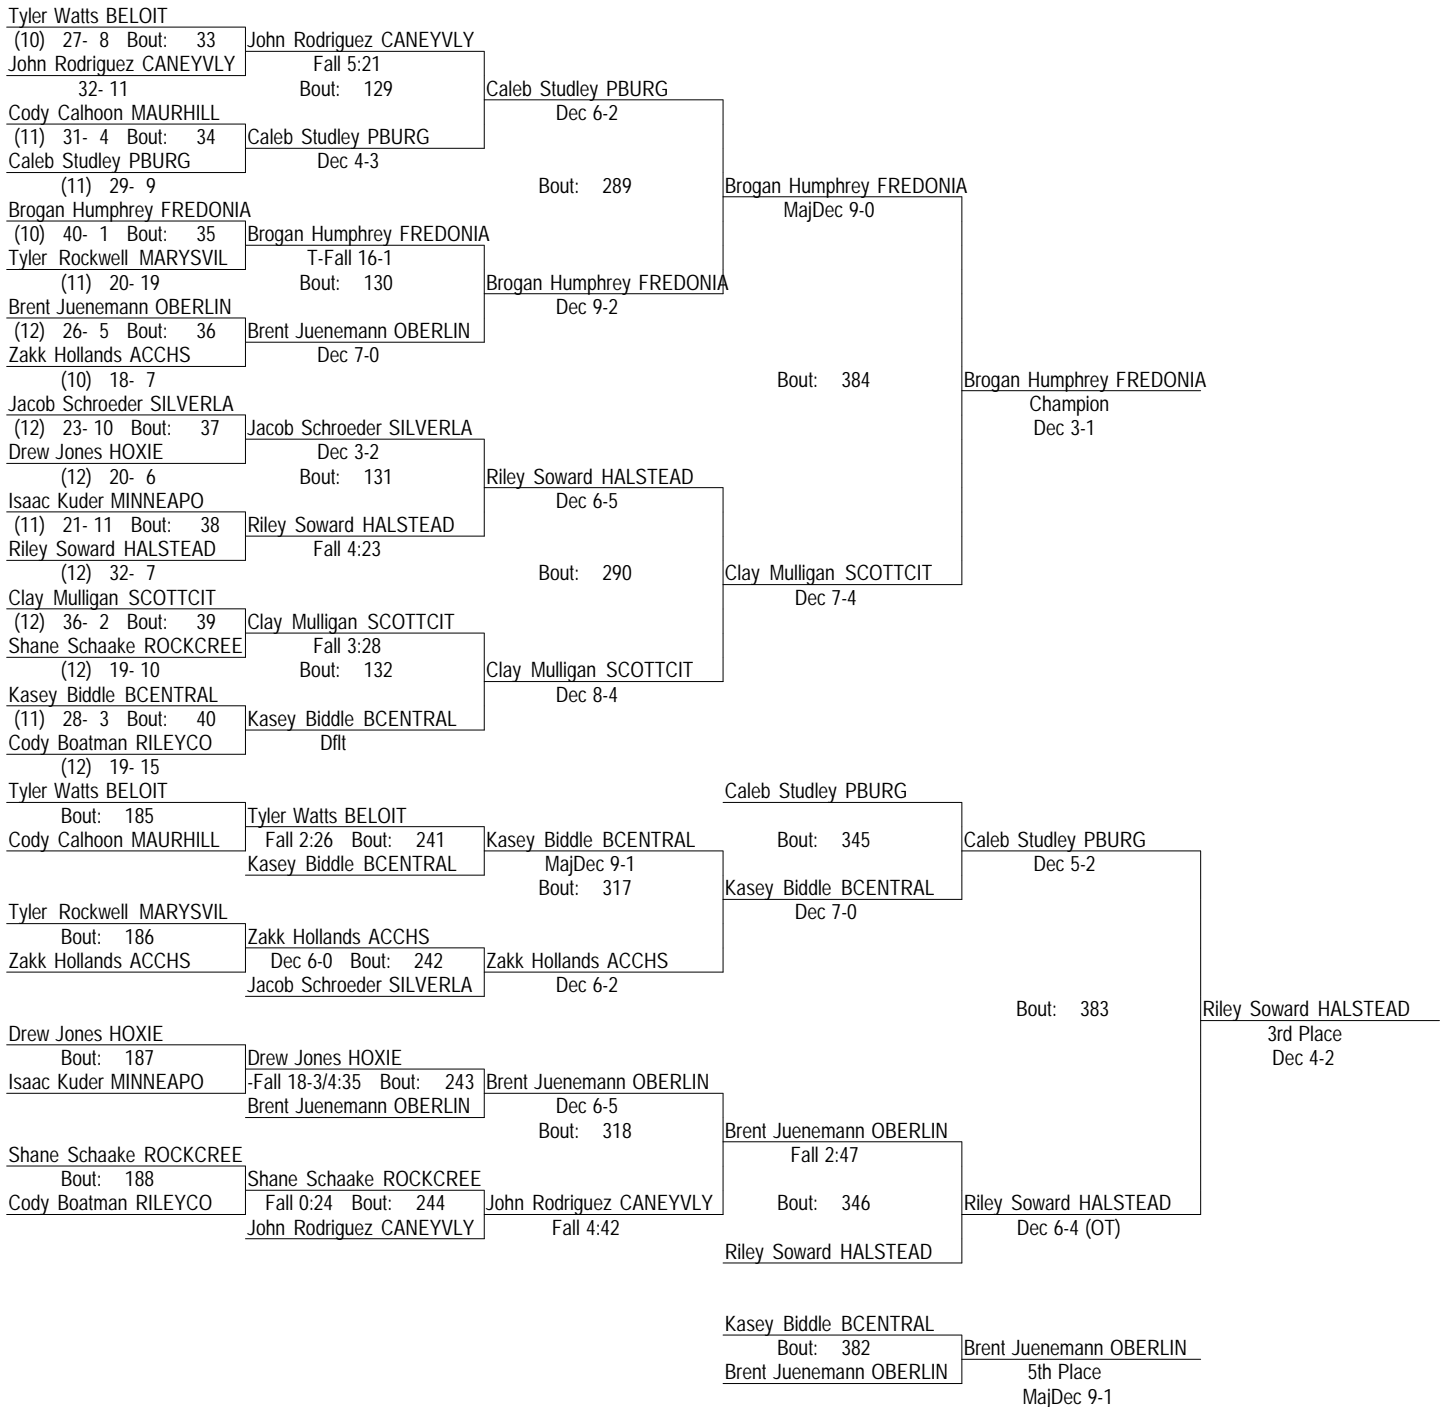 Tyler Watts BELOIT
(10) 27- 8 Bout: 33 John Rodriguez CANEYVLY
John Rodriguez CANEYVLY Fall 5:21
32- 11 Bout: 129 Caleb Studley PBURG
Cody Calhoon MAURHILL Dec 6-2
(11) 31- 4 Bout: 34 Caleb Studley PBURG
Caleb Studley PBURG Dec 4-3
(11) 29- 9 Bout: 289 Brogan Humphrey FREDONIA
Brogan Humphrey FREDONIA MajDec 9-0
(10) 40- 1 Bout: 35 Brogan Humphrey FREDONIA
Tyler Rockwell MARYSVIL T-Fall 16-1
(11) 20- 19 Bout: 130 Brogan Humphrey FREDONIA
Brent Juenemann OBERLIN Dec 9-2
(12) 26- 5 Bout: 36 Brent Juenemann OBERLIN
Zakk Hollands ACCHS Dec 7-0
(10) 18- 7 Bout: 384 Brogan Humphrey FREDONIA
Jacob Schroeder SILVERLA Champion
(12) 23- 10 Bout: 37 Jacob Schroeder SILVERLA Dec 3-1
Drew Jones HOXIE Dec 3-2
(12) 20- 6 Bout: 131 Riley Soward HALSTEAD
Isaac Kuder MINNEAPO Dec 6-5
(11) 21- 11 Bout: 38 Riley Soward HALSTEAD
Riley Soward HALSTEAD Fall 4:23
(12) 32- 7 Bout: 290 Clay Mulligan SCOTTCIT
Clay Mulligan SCOTTCIT Dec 7-4
(12) 36- 2 Bout: 39 Clay Mulligan SCOTTCIT
Shane Schaake ROCKCREE Fall 3:28
(12) 19- 10 Bout: 132 Clay Mulligan SCOTTCIT
Kasey Biddle BCENTRAL Dec 8-4
(11) 28- 3 Bout: 40 Kasey Biddle BCENTRAL
Cody Boatman RILEYCO Dflt
(12) 19- 15
Tyler Watts BELOIT Caleb Studley PBURG
Bout: 185 Tyler Watts BELOIT
Cody Calhoon MAURHILL Fall 2:26 Bout: 241 Kasey Biddle BCENTRAL Bout: 345 Caleb Studley PBURG
Kasey Biddle BCENTRAL MajDec 9-1 Dec 5-2
Bout: 317 Kasey Biddle BCENTRAL
Tyler Rockwell MARYSVIL Dec 7-0
Bout: 186 Zakk Hollands ACCHS
Zakk Hollands ACCHS Dec 6-0 Bout: 242 Zakk Hollands ACCHS
Jacob Schroeder SILVERLA Dec 6-2
Bout: 383 Riley Soward HALSTEAD
Drew Jones HOXIE 3rd Place
Bout: 187 Drew Jones HOXIE Dec 4-2
Isaac Kuder MINNEAPO -Fall 18-3/4:35 Bout: 243 Brent Juenemann OBERLIN
Brent Juenemann OBERLIN Dec 6-5
Bout: 318 Brent Juenemann OBERLIN
Shane Schaake ROCKCREE Fall 2:47
Bout: 188 Shane Schaake ROCKCREE
Cody Boatman RILEYCO Fall 0:24 Bout: 244 John Rodriguez CANEYVLY Bout: 346 Riley Soward HALSTEAD
John Rodriguez CANEYVLY Fall 4:42 Dec 6-4 (OT)
Riley Soward HALSTEAD
Kasey Biddle BCENTRAL
Bout: 382 Brent Juenemann OBERLIN
Brent Juenemann OBERLIN 5th Place
MajDec 9-1